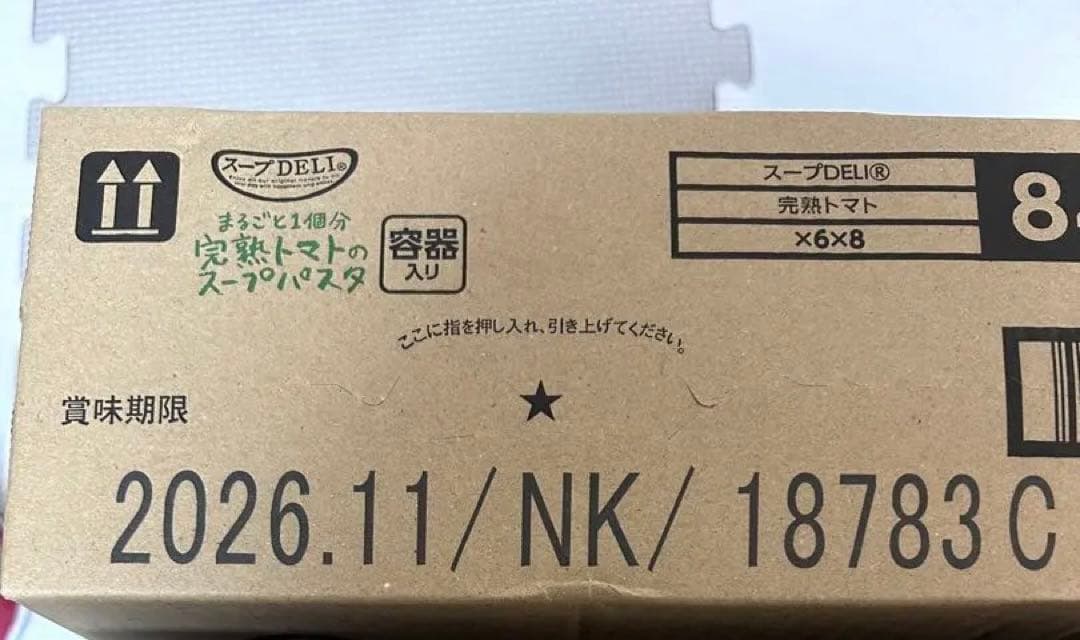 スープDELI®
まるごと1個分
完熟トマトの
スープパスタ
容器
入り
スープDELI®
完熟トマト
×6×8
8
ここに指を押し入れ、引き上げてください。
★
賞味期限
2026.11/NK/18783C